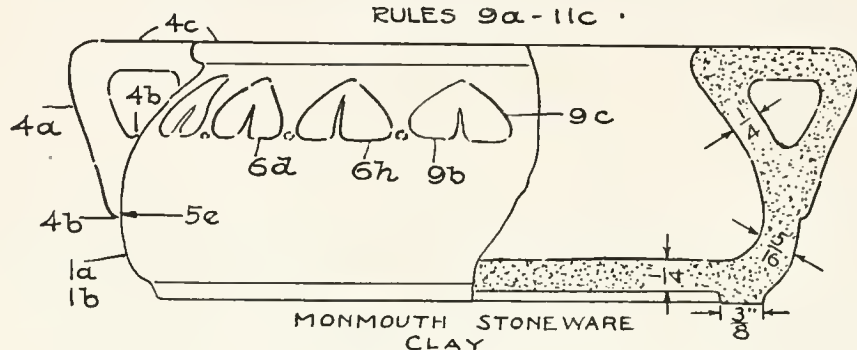 RULES 9a-11c.
4c
4a
4b
6d
6h
9b
9c
4b
5e
1a
1b
1/4
1/4
5/16
3/8"
MONMOUTH STONEWARE
CLAY